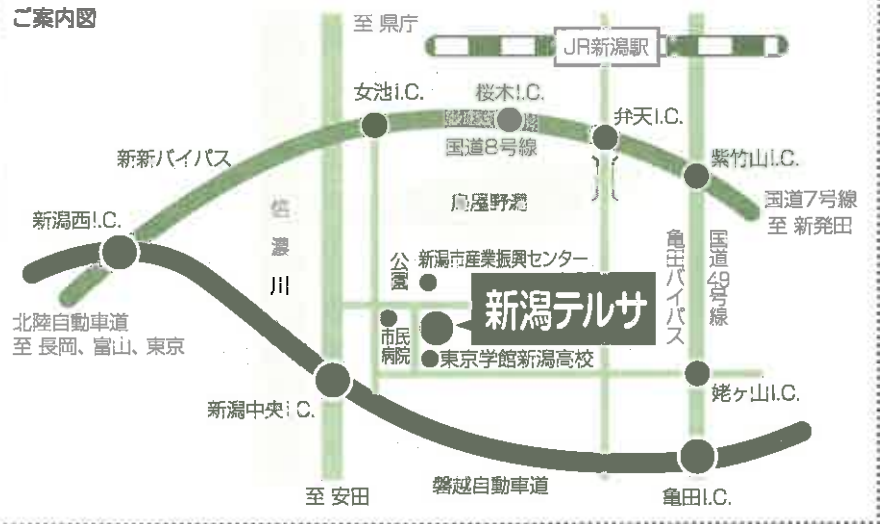 ご案内図
至 県庁
JR新潟駅
女池I.C.
桜木I.C.
弁天I.C.
国道8号線
紫竹山I.C.
新新バイパス
国道7号線
至 新発田
新潟西I.C.
鳥屋野潟
信濃川
亀田バイパス
国道49号線
公園
新潟市産業振興センター
新潟テルサ
北陸自動車道
至 長岡、富山、東京
市民
病院
東京学館新潟高校
姥ヶ山I.C.
新潟中央I.C.
磐越自動車道
至 安田
亀田I.C.